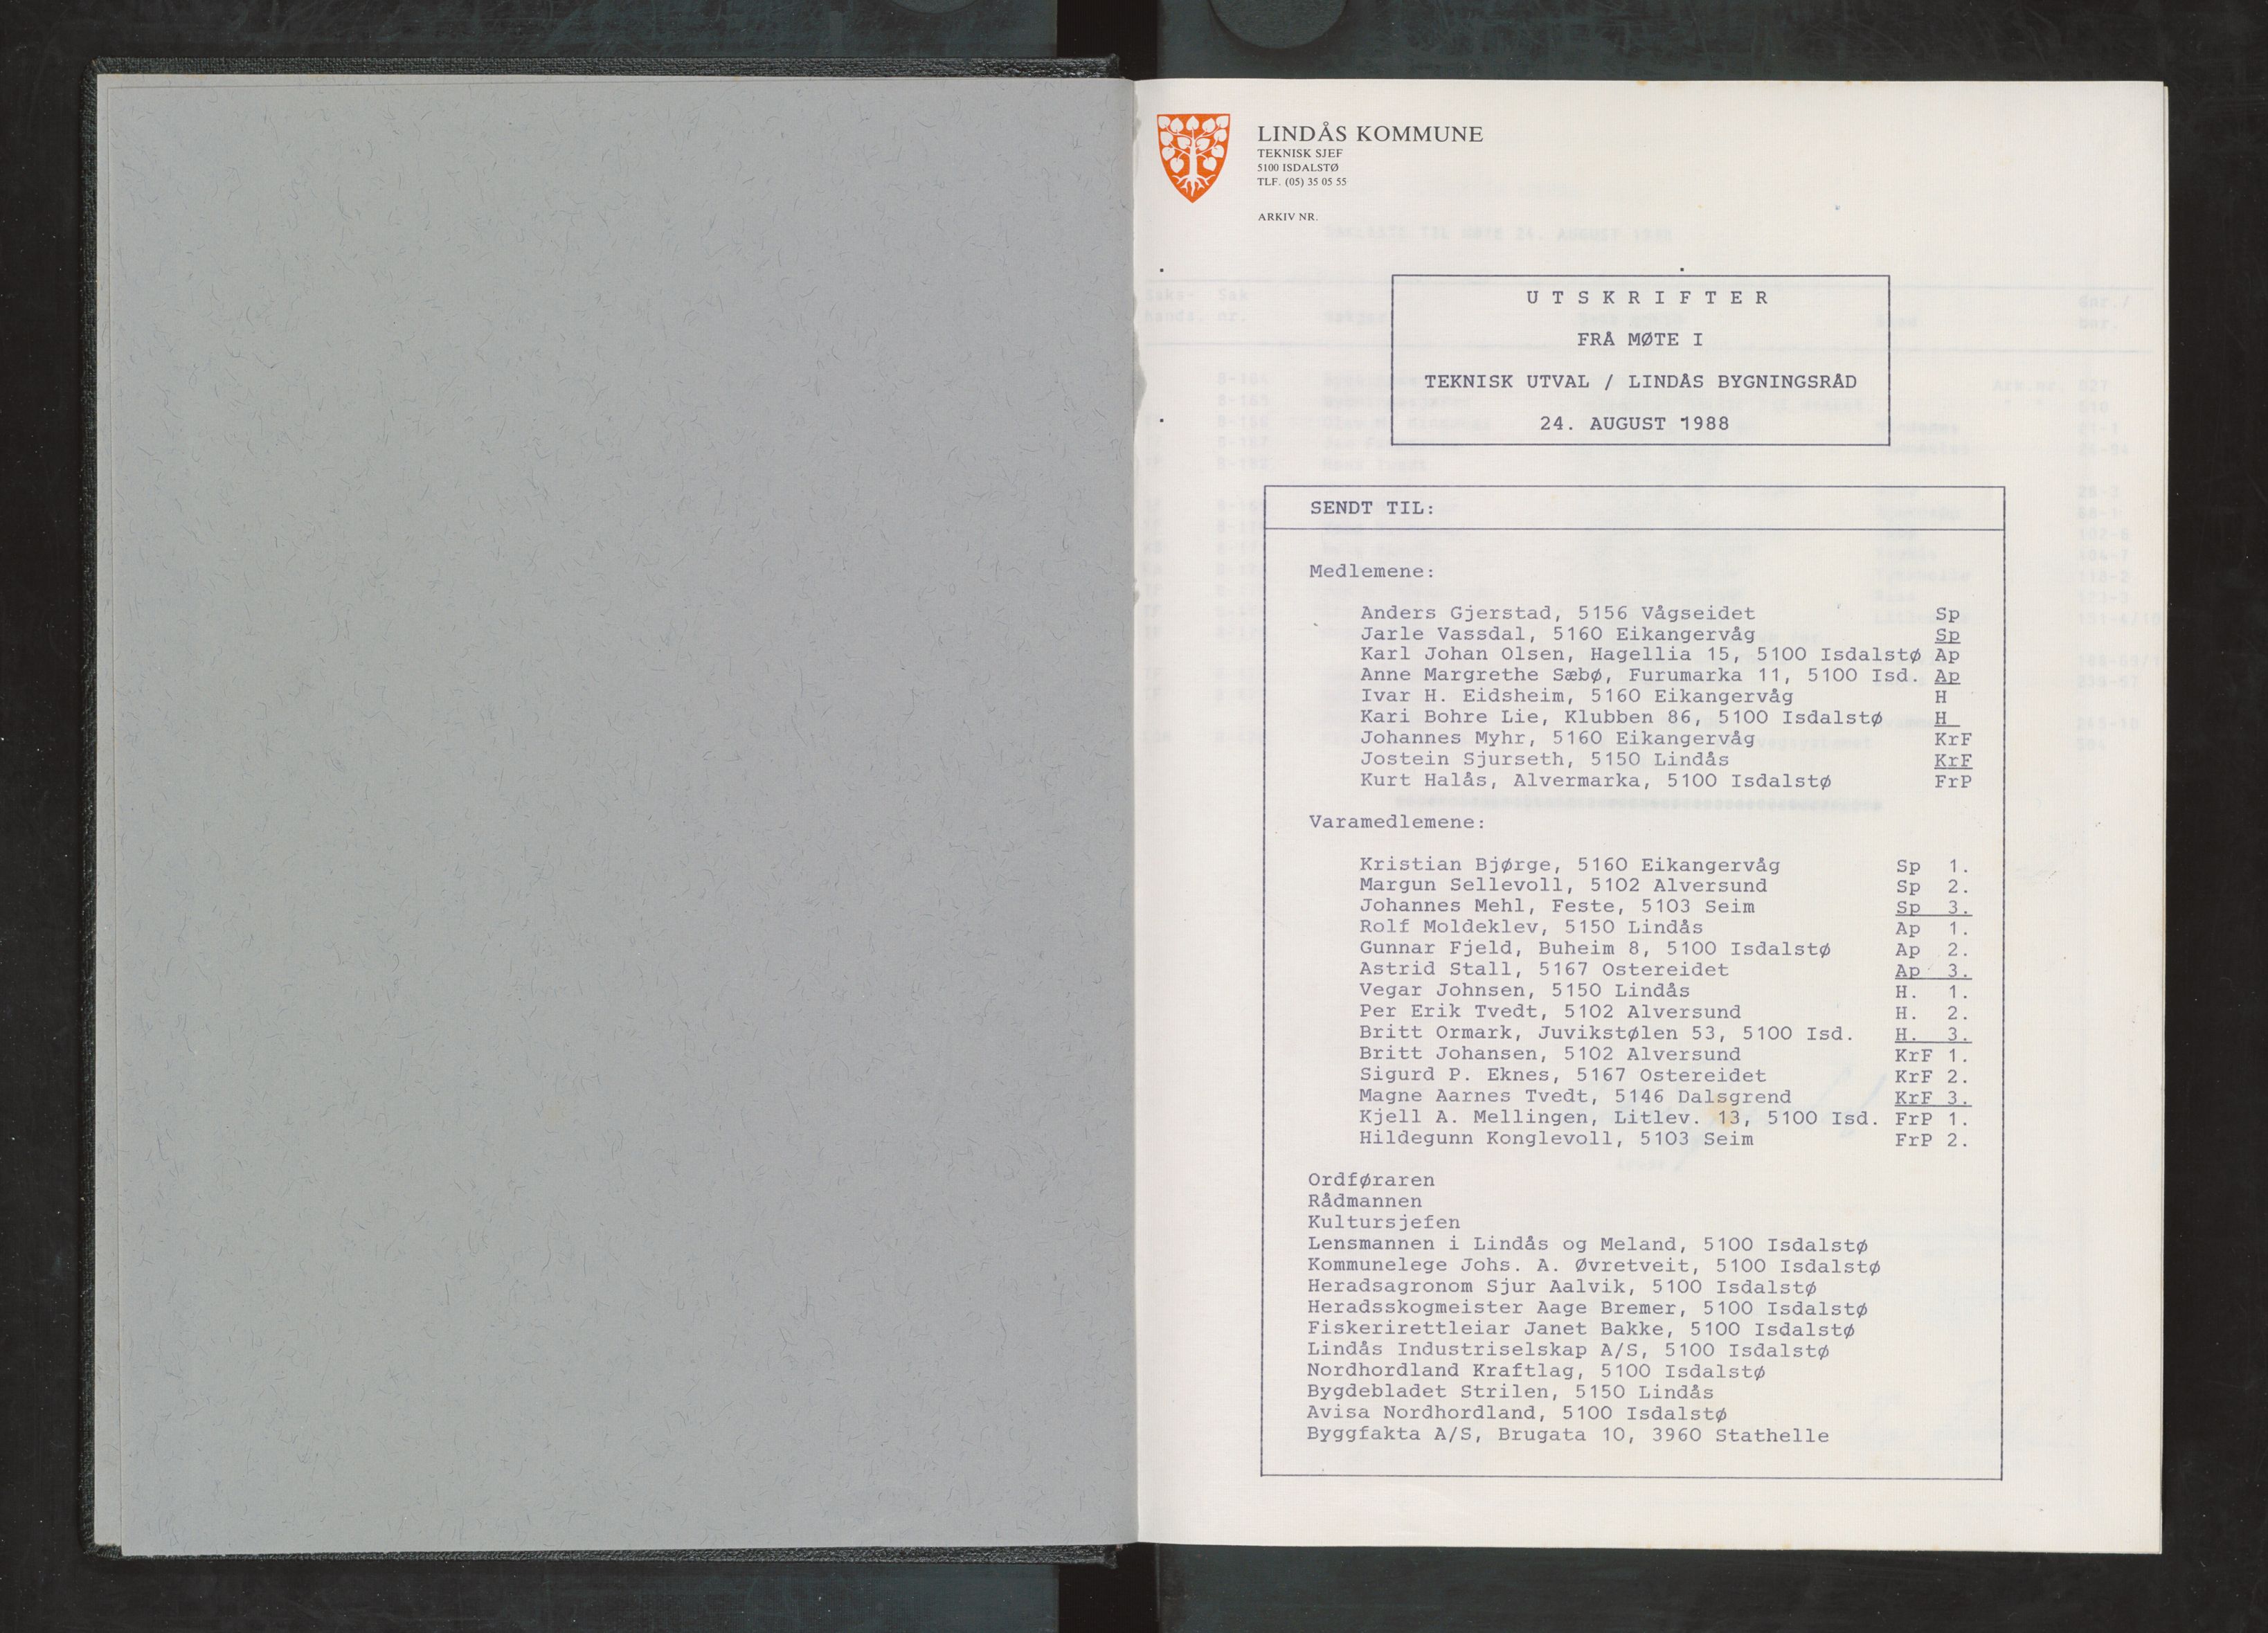 LINDÅS KOMMUNE
TEKNISK SJEF
5100 ISDALSTØ
TLF. (05) 35 05 55
ARKIV NR.
U T S K R I F T E R
FRÅ MØTE I
TEKNISK UTVAL / LINDÅS BYGNINGSRÅD
24. AUGUST 1988
SENDT TIL:
Medlemene:
Anders Gjerstad, 5156 Vågseidet Sp
Jarle Vassdal, 5160 Eikangervåg Sp
Karl Johan Olsen, Hagellia 15, 5100 Isdalstø Ap
Anne Margrethe Sæbø, Furumarka 11, 5100 Isd. Ap
Ivar H. Eidsheim, 5160 Eikangervåg H
Kari Bohre Lie, Klubben 86, 5100 Isdalstø H
Johannes Myhr, 5160 Eikangervåg KrF
Jostein Sjurseth, 5150 Lindås KrF
Kurt Halås, Alvermarka, 5100 Isdalstø FrP
Varamedlemene:
Kristian Bjørge, 5160 Eikangervåg Sp 1.
Margun Sellevoll, 5102 Alversund Sp 2.
Johannes Mehl, Feste, 5103 Seim Sp 3.
Rolf Moldeklev, 5150 Lindås Ap 1.
Gunnar Fjeld, Buheim 8, 5100 Isdalstø Ap 2.
Astrid Stall, 5167 Ostereidet Ap 3.
Vegar Johnsen, 5150 Lindås H. 1.
Per Erik Tvedt, 5102 Alversund H. 2.
Britt Ormark, Juvikstølen 53, 5100 Isd. H. 3.
Britt Johansen, 5102 Alversund KrF 1.
Sigurd P. Eknes, 5167 Ostereidet KrF 2.
Magne Aarnes Tvedt, 5146 Dalsgrend KrF 3.
Kjell A. Mellingen, Litlev. 13, 5100 Isd. FrP 1.
Hildegunn Konglevoll, 5103 Seim FrP 2.
Ordføraren
Rådmannen
Kultursjefen
Lensmannen i Lindås og Meland, 5100 Isdalstø
Kommunelege Johs. A. Øvretveit, 5100 Isdalstø
Heradsagronom Sjur Aalvik, 5100 Isdalstø
Heradsskogmeister Aage Bremer, 5100 Isdalstø
Fiskerirettleiar Janet Bakke, 5100 Isdalstø
Lindås Industriselskap A/S, 5100 Isdalstø
Nordhordland Kraftlag, 5100 Isdalstø
Bygdebladet Strilen, 5150 Lindås
Avisa Nordhordland, 5100 Isdalstø
Byggfakta A/S, Brugata 10, 3960 Stathelle